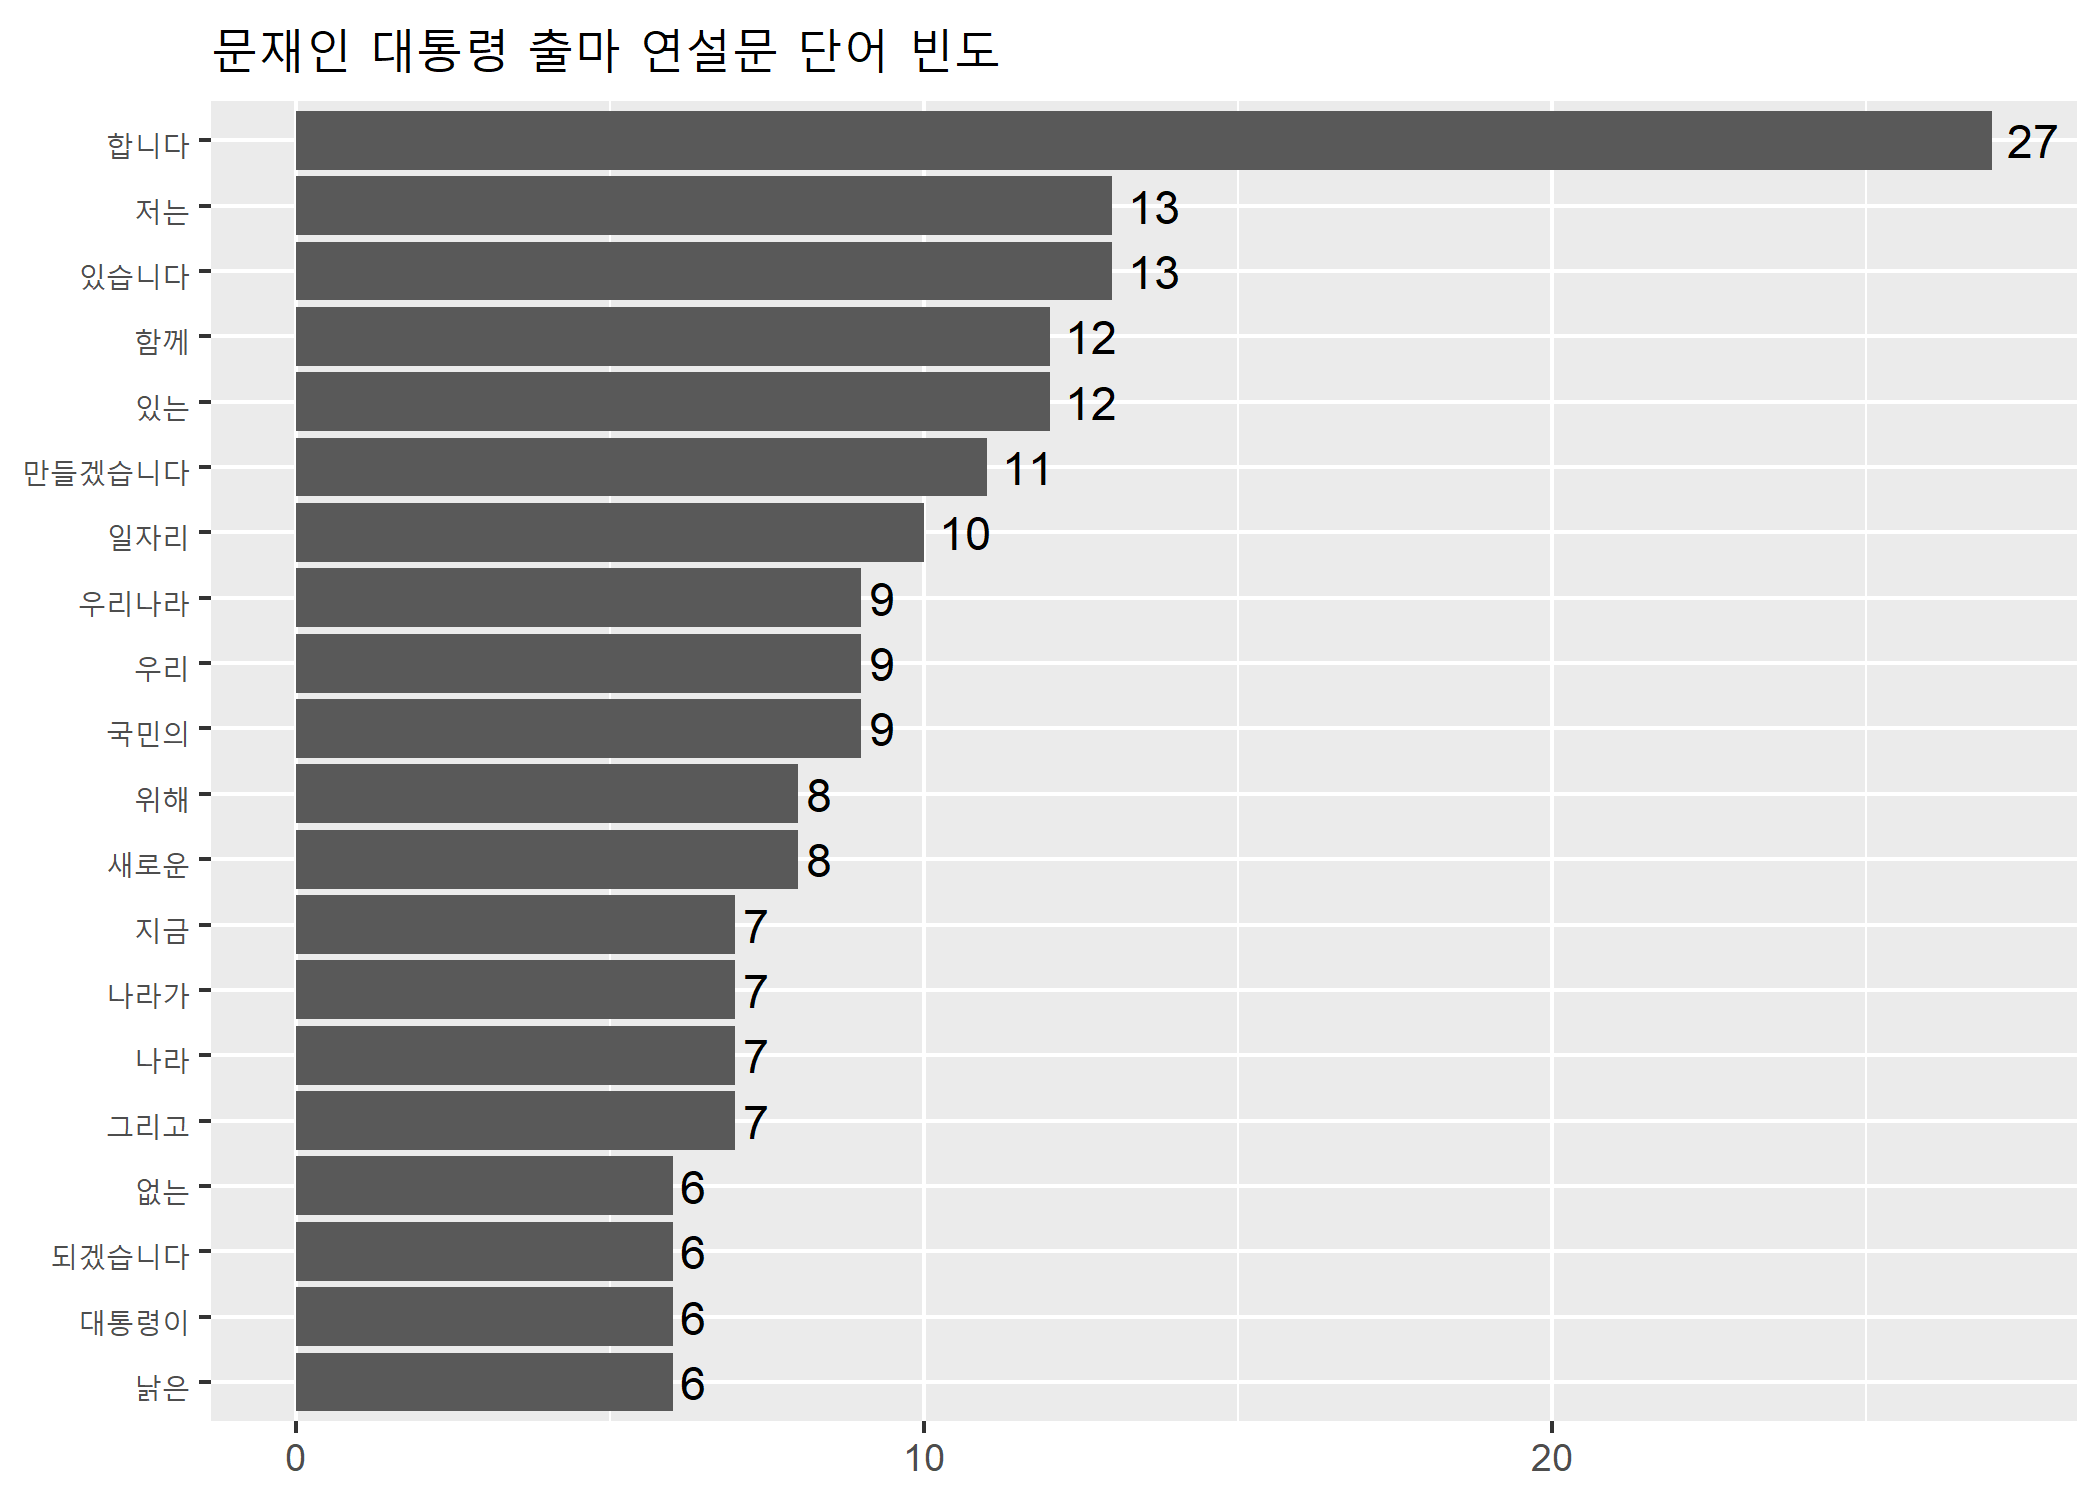 문재인 대통령 출마 연설문 단어 빈도
합니다 27
저는 13
있습니다 13
함께 12
있는 12
만들겠습니다 11
일자리 10
우리나라 9
우리 9
국민의 9
위해 8
새로운 8
지금 7
나라가 7
나라 7
그리고 7
없는 6
되겠습니다 6
대통령이 6
낡은 6
0 10 20